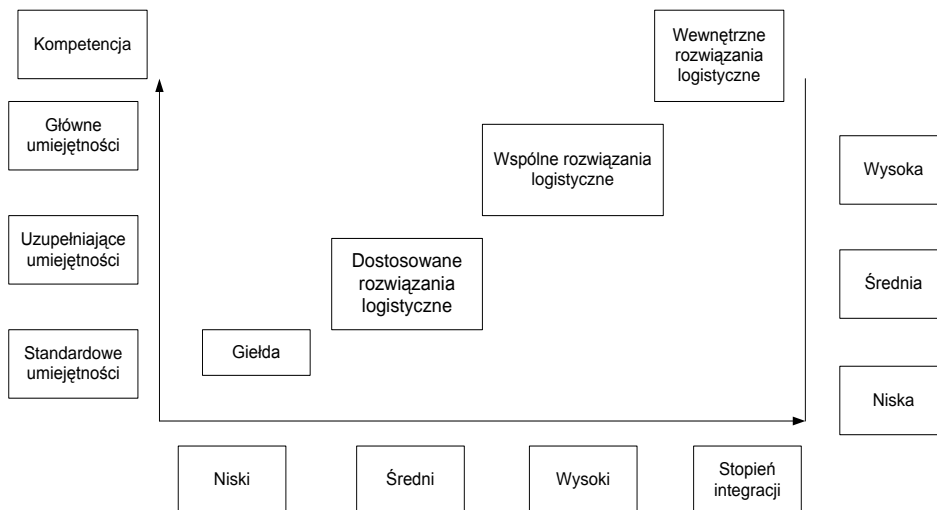 Kompetencja
Wewnętrzne
rozwiązania
logistyczne
Główne
umiejętności
Wspólne rozwiązania
logistyczne
Wysoka
Uzupełniające
umiejętności
Dostosowane
rozwiązania
logistyczne
Średnia
Standardowe
umiejętności
Giełda
Niska
Niski
Średni
Wysoki
Stopień
integracji